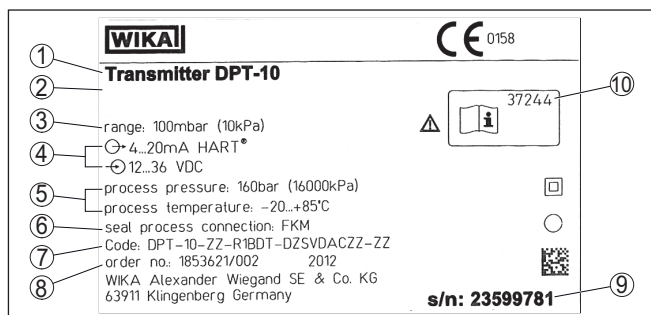 WIKA CE 0158
① Transmitter DPT-10
②
37244 ⑩
③ range: 100mbar (10kPa)
④ 4...20mA HART®
12...36 VDC
⑤ process pressure: 160bar (16000kPa)
process temperature: -20...+85°C
⑥ seal process connection: FKM
⑦ Code: DPT-10-ZZ-R1BDT-DZSVDACZZ-ZZ
⑧ order no.: 1853621/002 2012
WIKA Alexander Wiegand SE & Co. KG
63911 Klingenberg Germany
s/n: 23599781 ⑨